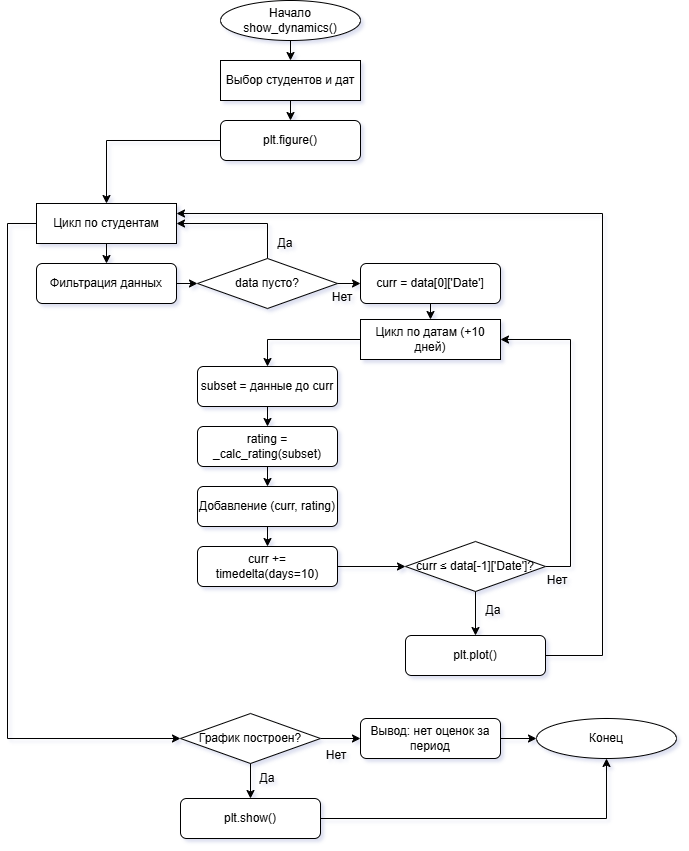 Начало
show_dynamics()
Выбор студентов и дат
plt.figure()
Цикл по студентам
Да
Фильтрация данных
data пусто?
Нет
curr = data[0]['Date']
Цикл по датам (+10
дней)
subset = данные до curr
rating =
_calc_rating(subset)
Добавление (curr, rating)
curr +=
timedelta(days=10)
curr ≤ data[-1]['Date']?
Нет
Да
plt.plot()
График построен?
Нет
Вывод: нет оценок за
период
Конец
Да
plt.show()